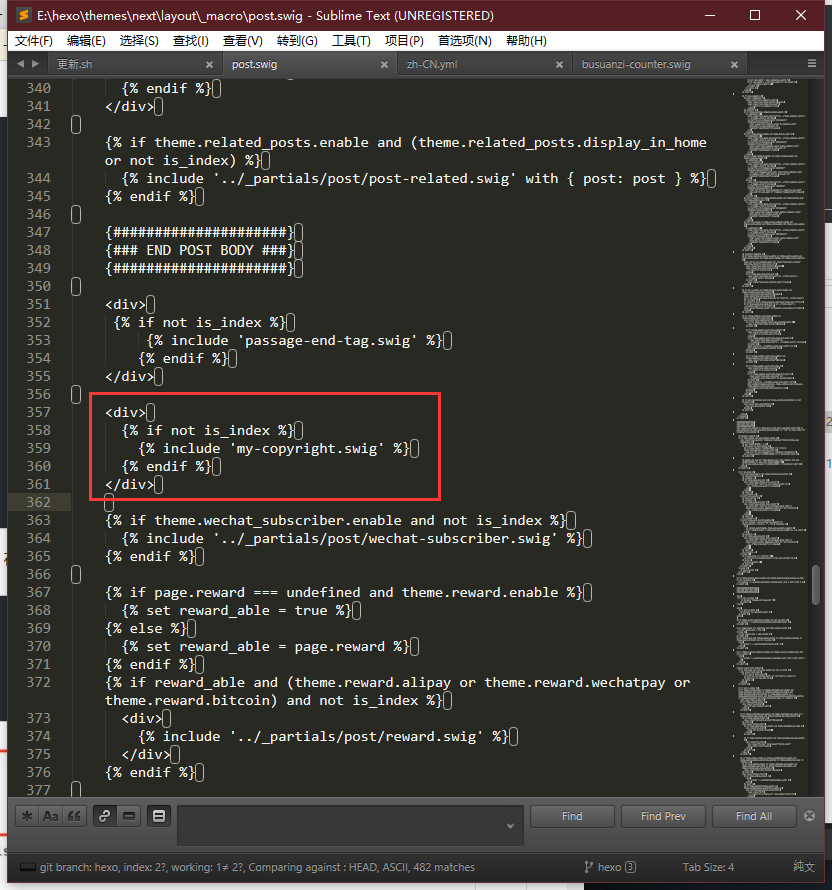 E:\hexo\themes\next\layout\_macro\post.swig - Sublime Text (UNREGISTERED)
文件(F) 编辑(E) 选择(S) 查找(I) 查看(V) 转到(G) 工具(T) 项目(P) 首选项(N) 帮助(H)
更新.sh post.swig zh-CN.yml busuanzi-counter.swig
340 {% endif %}
341 </div>
342
343 {% if theme.related_posts.enable and (theme.related_posts.display_in_home
or not is_index) %}
344 {% include '../_partials/post/post-related.swig' with { post: post } %}
345 {% endif %}
346
347 {#####################}
348 {### END POST BODY ###}
349 {#####################}
350
351 <div>
352 {% if not is_index %}
353 {% include 'passage-end-tag.swig' %}
354 {% endif %}
355 </div>
356
357 <div>
358 {% if not is_index %}
359 {% include 'my-copyright.swig' %}
360 {% endif %}
361 </div>
362
363 {% if theme.wechat_subscriber.enable and not is_index %}
364 {% include '../_partials/post/wechat-subscriber.swig' %}
365 {% endif %}
366
367 {% if page.reward === undefined and theme.reward.enable %}
368 {% set reward_able = true %}
369 {% else %}
370 {% set reward_able = page.reward %}
371 {% endif %}
372 {% if reward_able and (theme.reward.alipay or theme.reward.wechatpay or
theme.reward.bitcoin) and not is_index %}
373 <div>
374 {% include '../_partials/post/reward.swig' %}
375 </div>
376 {% endif %}
377
Aa Find Find Prev Find All
git branch: hexo, index: 2?, working: 1≠ 2?, Comparing against : HEAD, ASCII, 482 matches hexo 3 Tab Size: 4 纯文